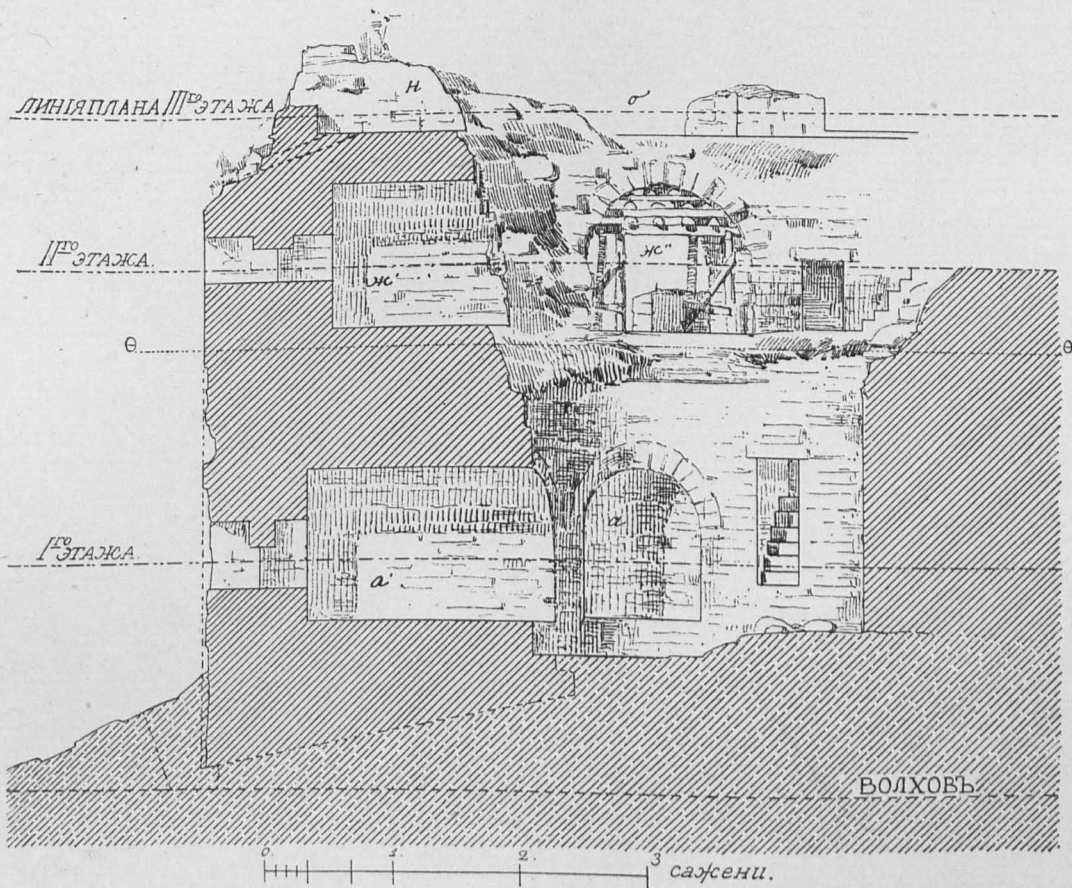 н
ЛИНІЯ ПЛАНА IIIго ЭТАЖА
о
IIго ЭТАЖА.
ж'
ж"
Ѳ Ѳ
Iго ЭТАЖА.
а'
а
ВОЛХОВЪ.
0. 1. 2. 3 сажени.